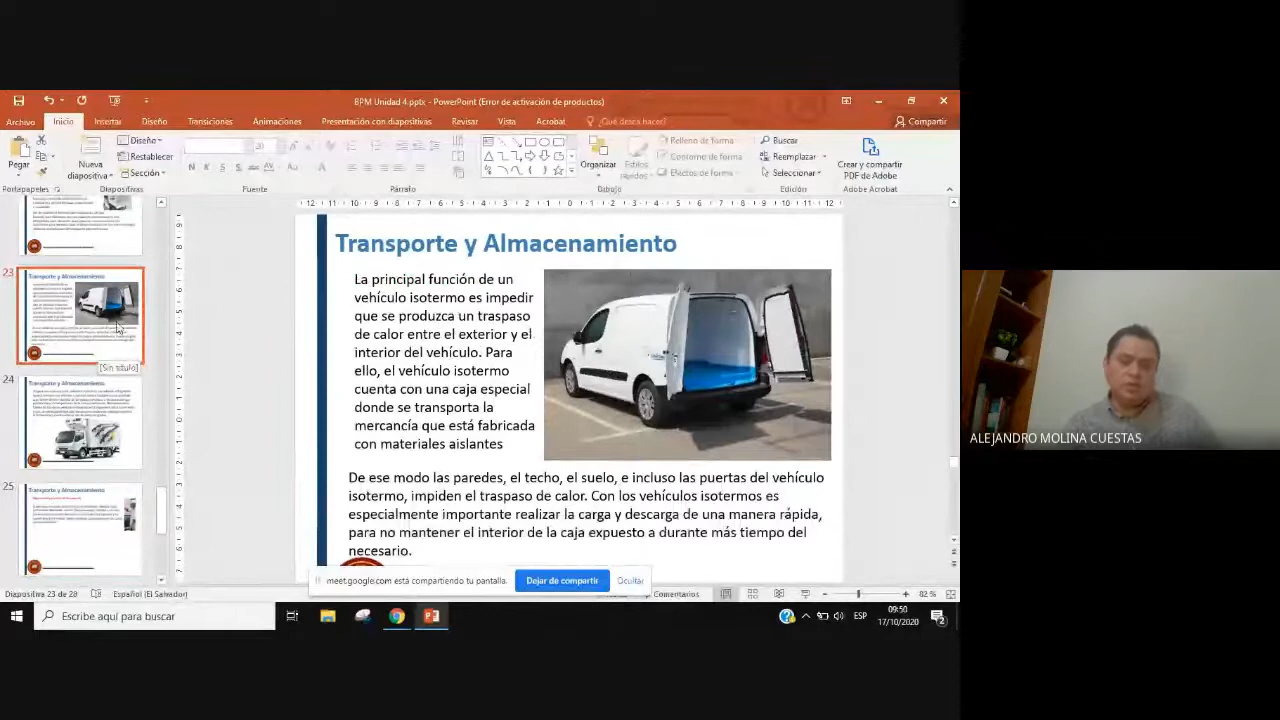 BPM Unidad 4.pptx - PowerPoint (Error de activación de productos)
Archivo Inicio Insertar Diseño Transiciones Animaciones Presentación con diapositivas Revisar Vista Acrobat ¿Qué desea hacer? Compartir
Pegar
Nueva diapositiva
Diseño
Restablecer
Sección
20
N K S
Organizar
Estilos rápidos
Relleno de forma
Contorno de forma
Efectos de forma
Buscar
Reemplazar
Seleccionar
Crear y compartir PDF de Adobe
Portapapeles Diapositivas Fuente Párrafo Dibujo Edición Adobe Acrobat
23
Transporte y Almacenamiento
[Sin título]
24
Transporte y Almacenamiento
25
Transporte y Almacenamiento
Transporte y Almacenamiento
La principal función de un
vehículo isotermo es impedir
que se produzca un traspaso
de calor entre el exterior y el
interior del vehículo. Para
ello, el vehículo isotermo
cuenta con una caja especial
donde se transporta la
mercancía que está fabricada
con materiales aislantes
De ese modo las paredes, el techo, el suelo, e incluso las puertas del vehículo
isotermo, impiden el traspaso de calor. Con los vehículos isotermos es
especialmente importante realizar la carga y descarga de una manera rápida,
para no mantener el interior de la caja expuesto a durante más tiempo del
necesario.
meet.google.com está compartiendo tu pantalla. Dejar de compartir Ocultar
Diapositiva 23 de 28 Español (El Salvador) Comentarios 82 %
Escribe aquí para buscar
ESP
09:50
17/10/2020
2
ALEJANDRO MOLINA CUESTAS